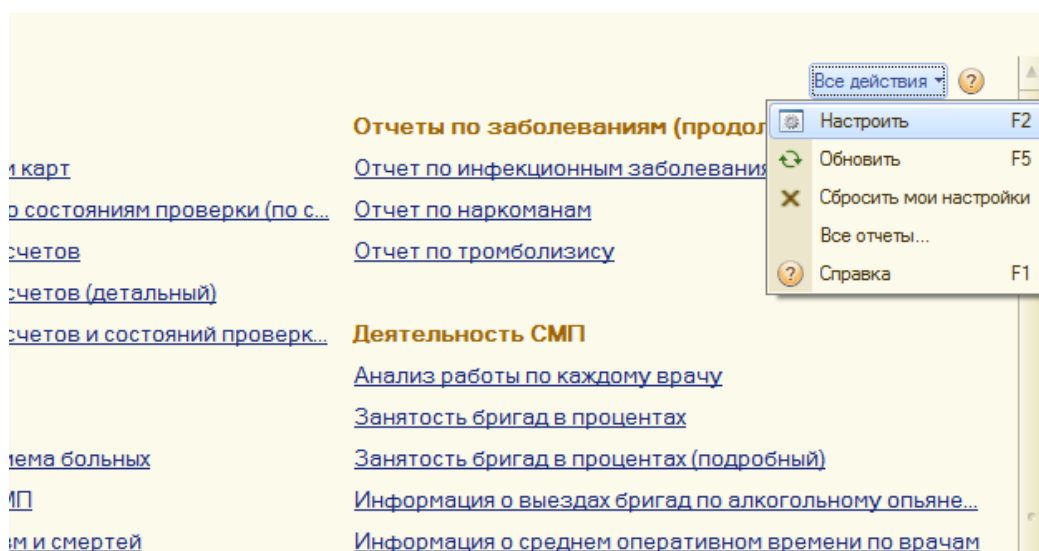 Все действия
Настроить F2
Обновить F5
Сбросить мои настройки
Все отчеты...
Справка F1
карт
о состояниям проверки (по с...
счетов
счетов (детальный)
счетов и состояний проверк...
больных
и смертей
Отчеты по заболеваниям (продол
Отчет по инфекционным заболевания
Отчет по наркоманам
Отчет по тромболизису
Деятельность СМП
Анализ работы по каждому врачу
Занятость бригад в процентах
Занятость бригад в процентах (подробный)
Информация о выездах бригад по алкогольному опьяне...
Информация о среднем оперативном времени по врачам